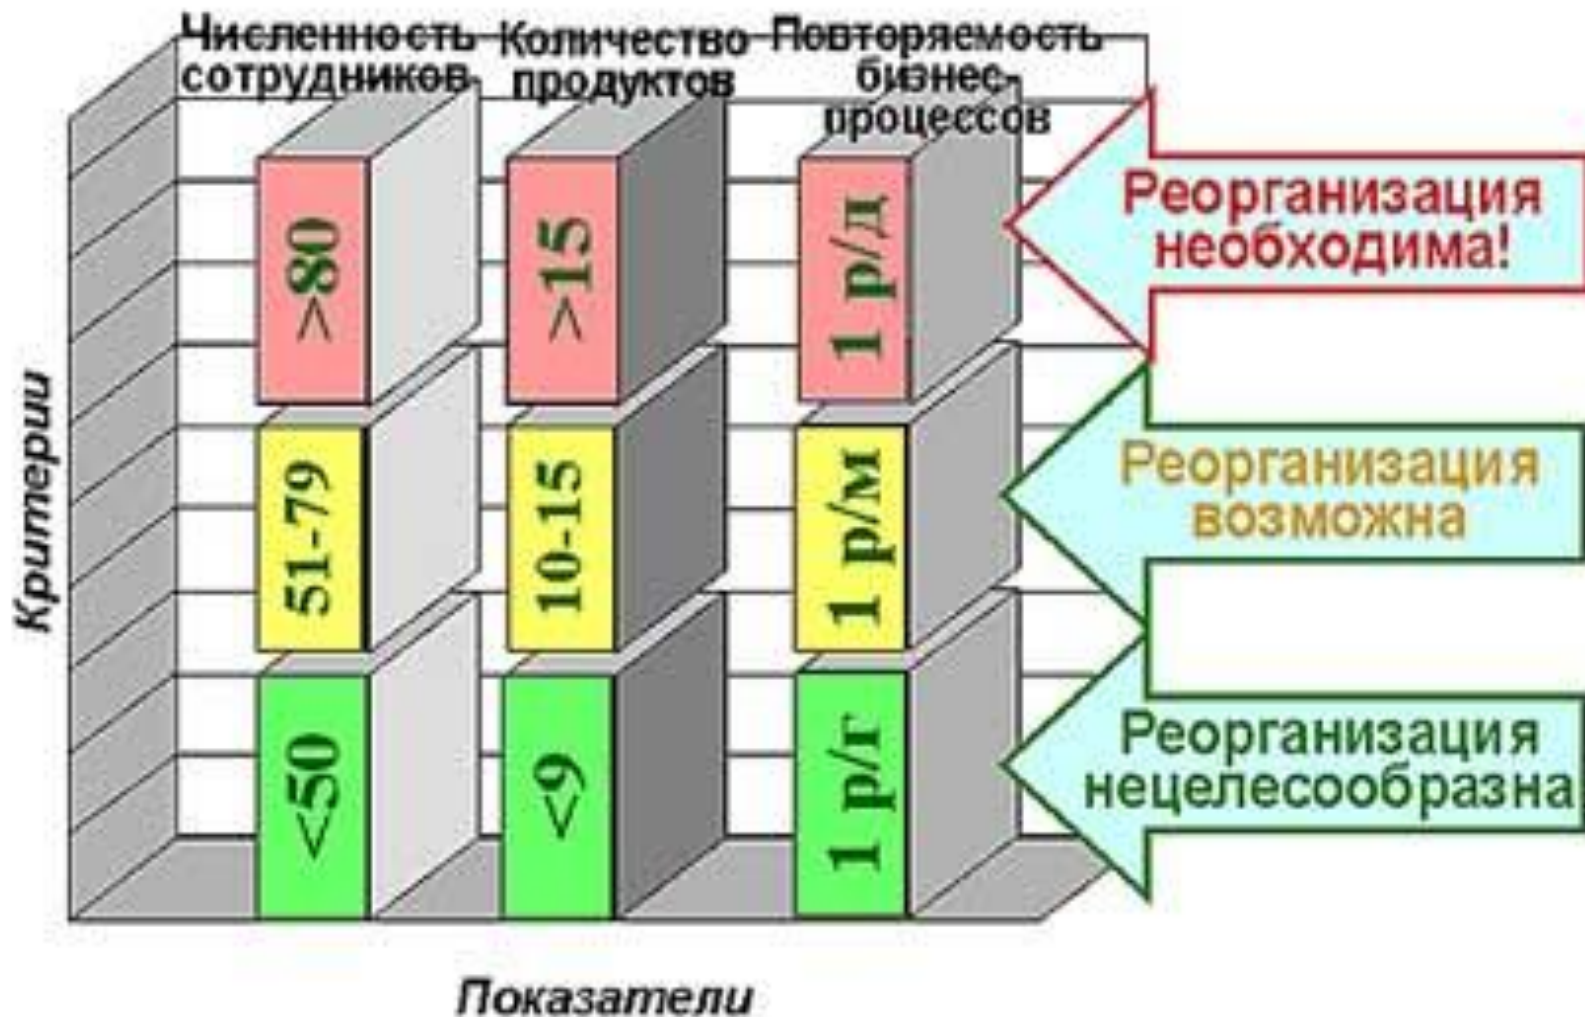 Численность
сотрудников
Количество
продуктов
Повторяемость
бизнес-
процессов
>80
>15
1 р/д
Реорганизация
необходима!
51-79
10-15
1 р/м
Реорганизация
возможна
<50
<9
1 р/г
Реорганизация
нецелесообразна
Критерии
Показатели